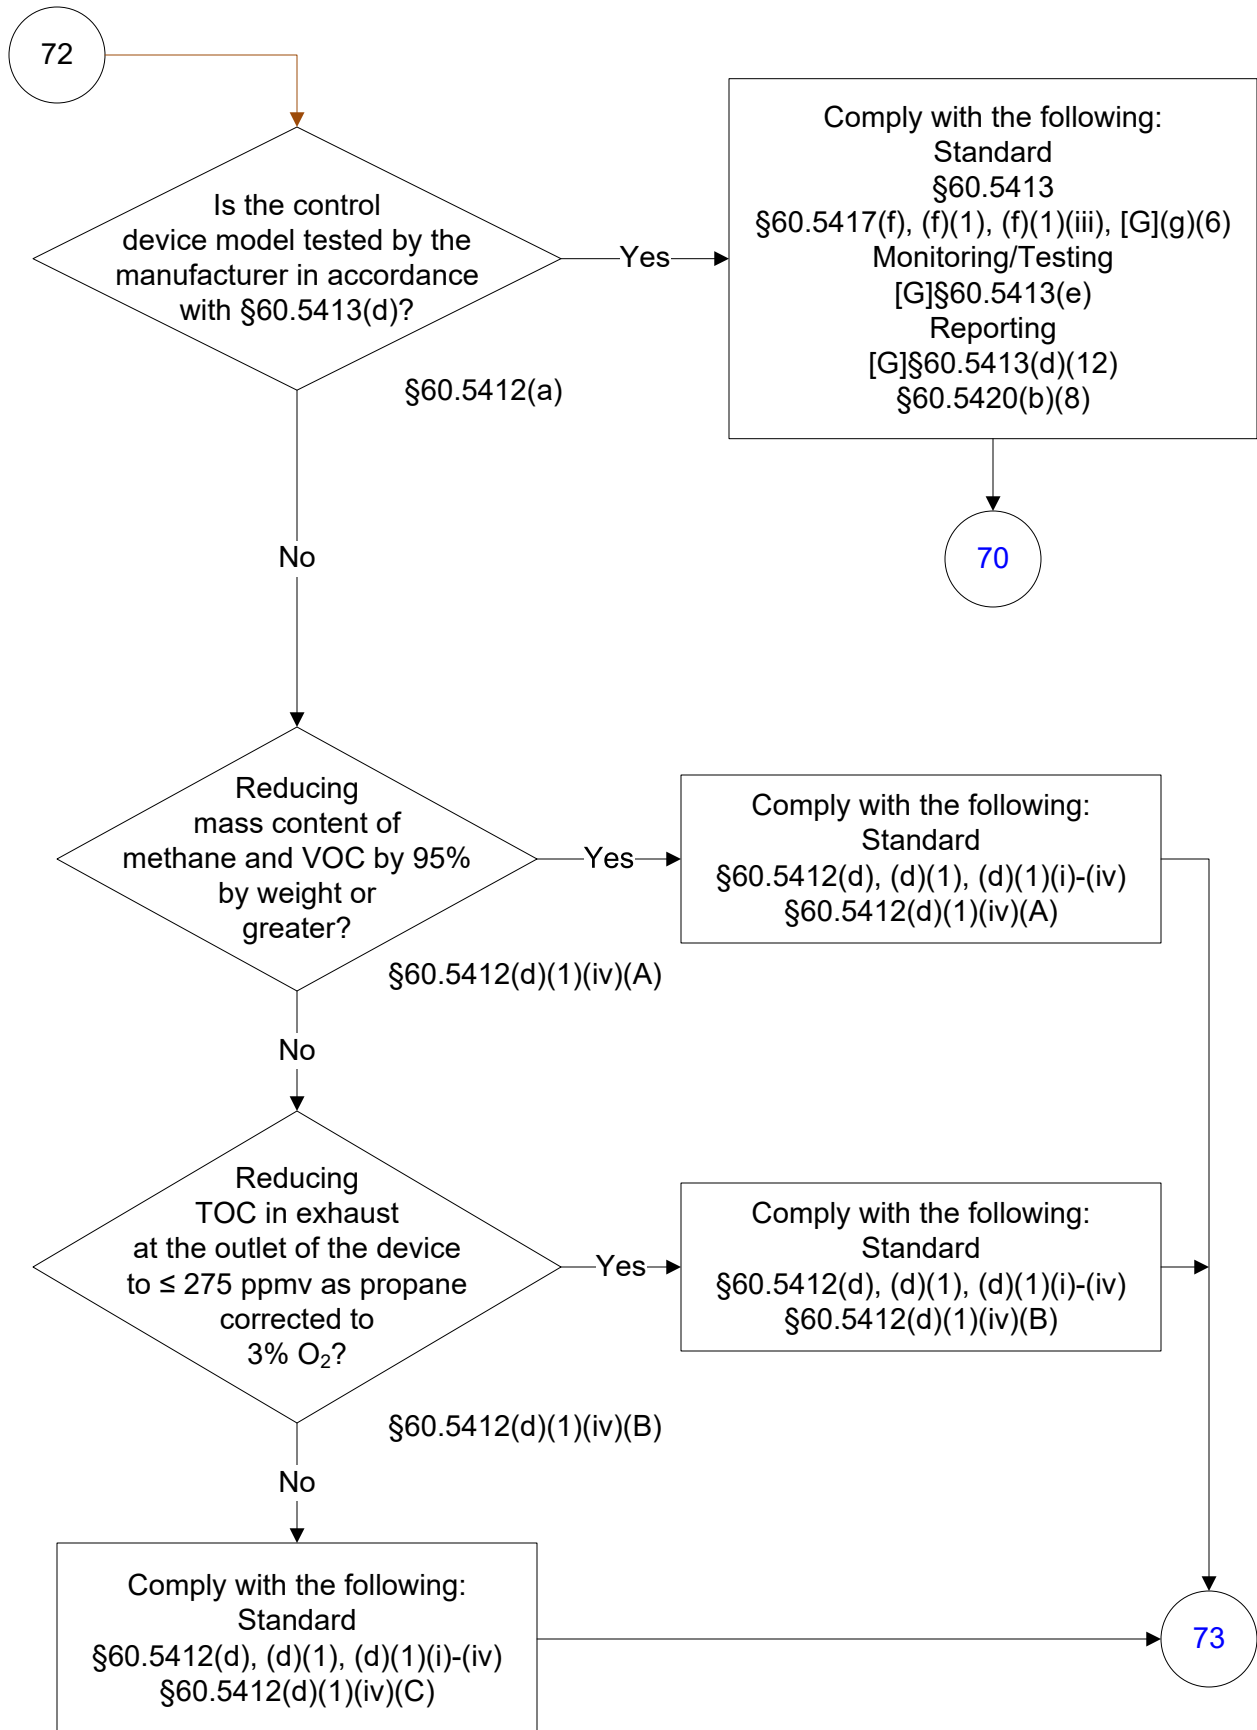 72
Is the control
device model tested by the
manufacturer in accordance
with §60.5413(d)?
Yes
Comply with the following:
Standard
§60.5413
§60.5417(f), (f)(1), (f)(1)(iii), [G](g)(6)
Monitoring/Testing
[G]§60.5413(e)
Reporting
[G]§60.5413(d)(12)
§60.5420(b)(8)
§60.5412(a)
No
70
Reducing
mass content of
methane and VOC by 95%
by weight or
greater?
Yes
Comply with the following:
Standard
§60.5412(d), (d)(1), (d)(1)(i)-(iv)
§60.5412(d)(1)(iv)(A)
§60.5412(d)(1)(iv)(A)
No
Reducing
TOC in exhaust
at the outlet of the device
to ≤ 275 ppmv as propane
corrected to
3% O₂?
Yes
Comply with the following:
Standard
§60.5412(d), (d)(1), (d)(1)(i)-(iv)
§60.5412(d)(1)(iv)(B)
§60.5412(d)(1)(iv)(B)
No
Comply with the following:
Standard
§60.5412(d), (d)(1), (d)(1)(i)-(iv)
§60.5412(d)(1)(iv)(C)
73